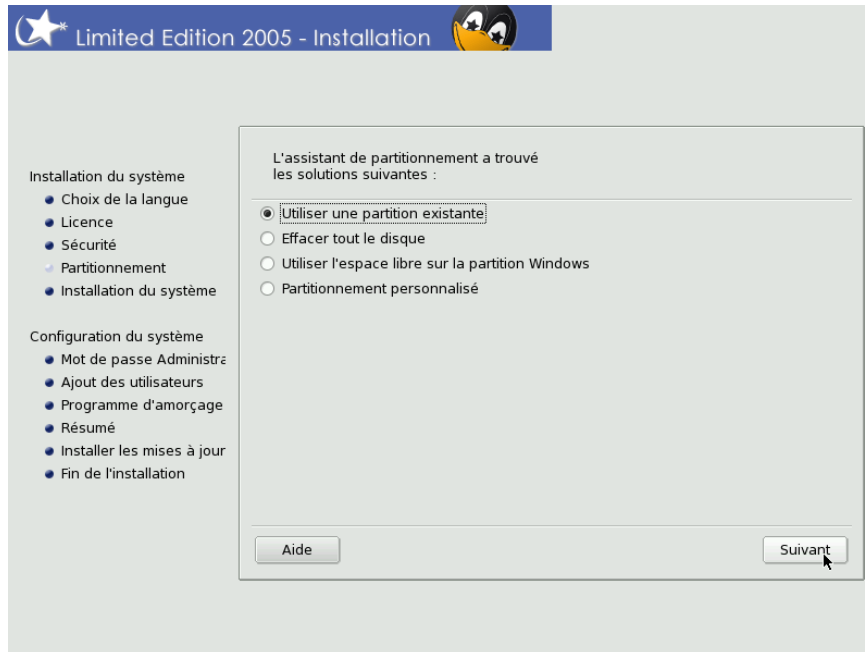 Limited Edition 2005 - Installation
Installation du système
Choix de la langue
Licence
Sécurité
Partitionnement
Installation du système
Configuration du système
Mot de passe Administra
Ajout des utilisateurs
Programme d'amorçage
Résumé
Installer les mises à jour
Fin de l'installation
L'assistant de partitionnement a trouvé
les solutions suivantes :
Utiliser une partition existante
Effacer tout le disque
Utiliser l'espace libre sur la partition Windows
Partitionnement personnalisé
Aide
Suivant